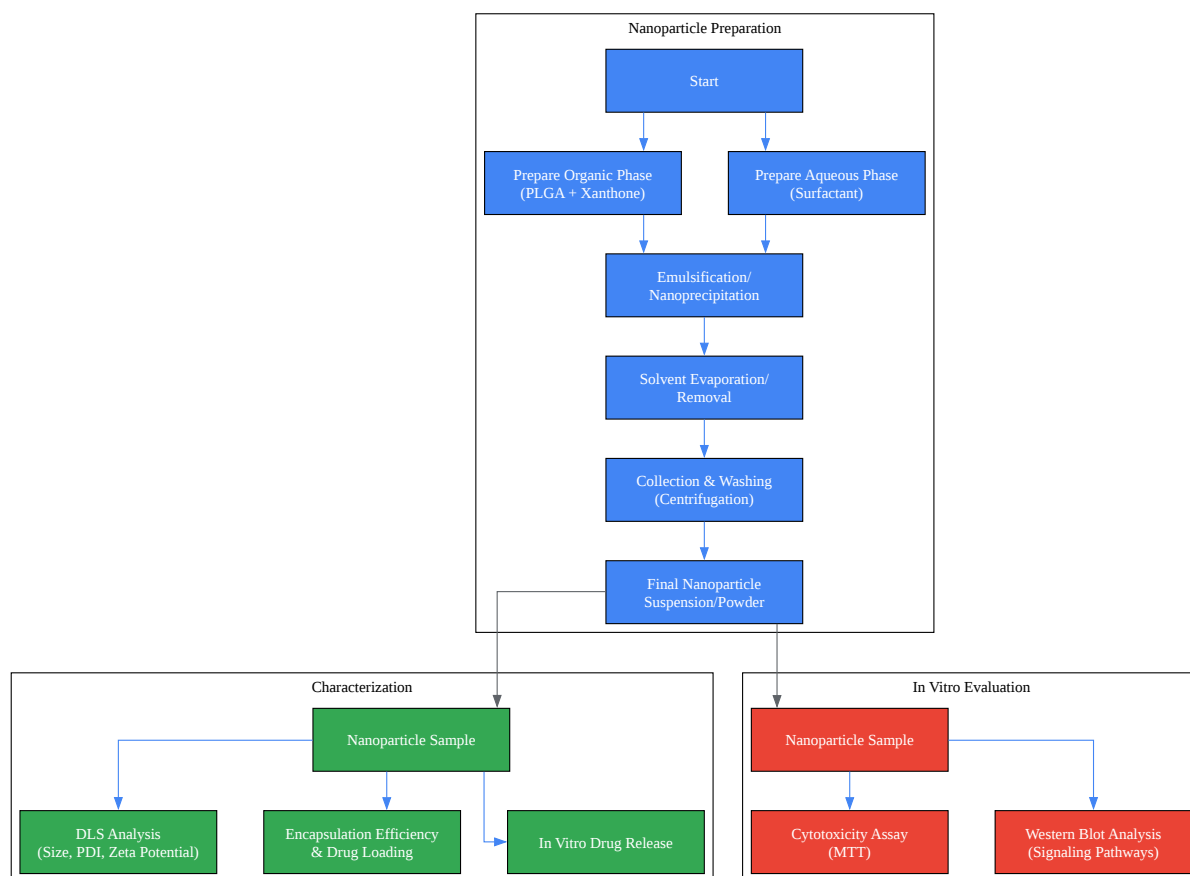 Nanoparticle Preparation
Start
Prepare Organic Phase
(PLGA + Xanthone)
Prepare Aqueous Phase
(Surfactant)
Emulsification/
Nanoprecipitation
Solvent Evaporation/
Removal
Collection & Washing
(Centrifugation)
Final Nanoparticle
Suspension/Powder
Characterization
Nanoparticle Sample
DLS Analysis
(Size, PDI, Zeta Potential)
Encapsulation Efficiency
& Drug Loading
In Vitro Drug Release
In Vitro Evaluation
Nanoparticle Sample
Cytotoxicity Assay
(MTT)
Western Blot Analysis
(Signaling Pathways)